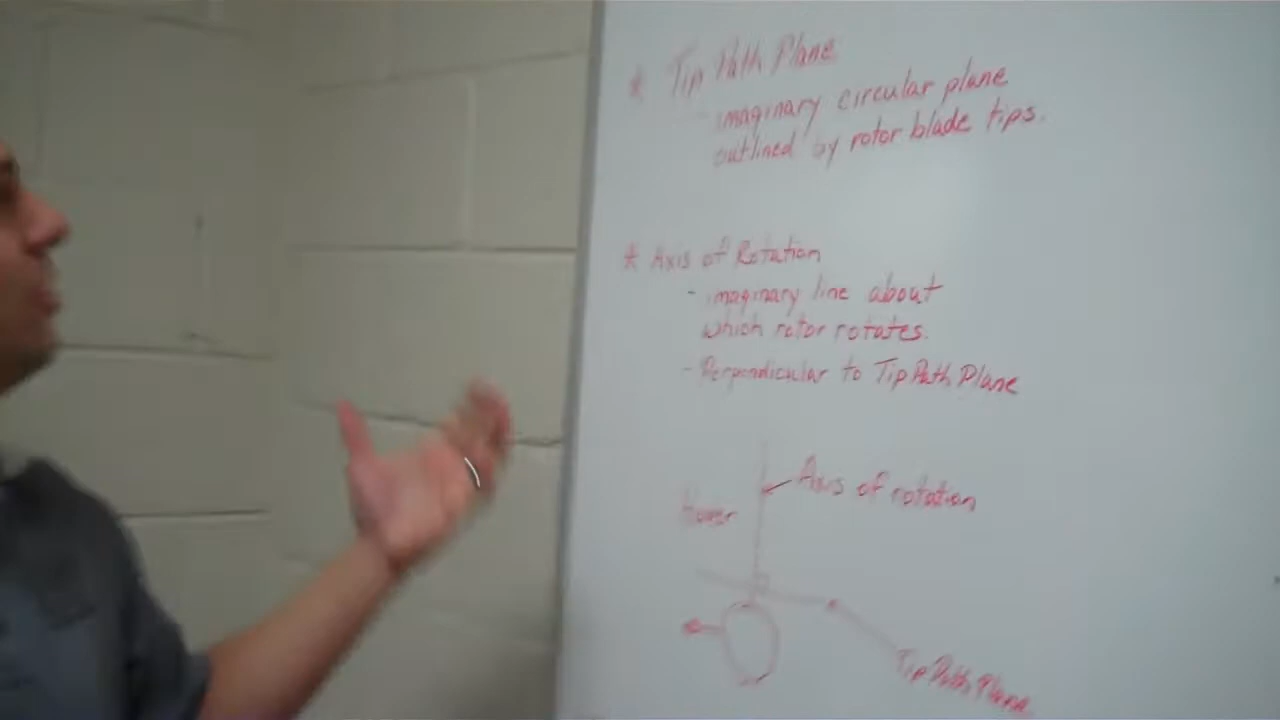 * Tip Path Plane
- imaginary circular plane
outlined by rotor blade tips.
* Axis of Rotation
- imaginary line about
which rotor rotates.
- Perpendicular to Tip Path Plane
Axis of rotation
Hover
Tip Path Plane